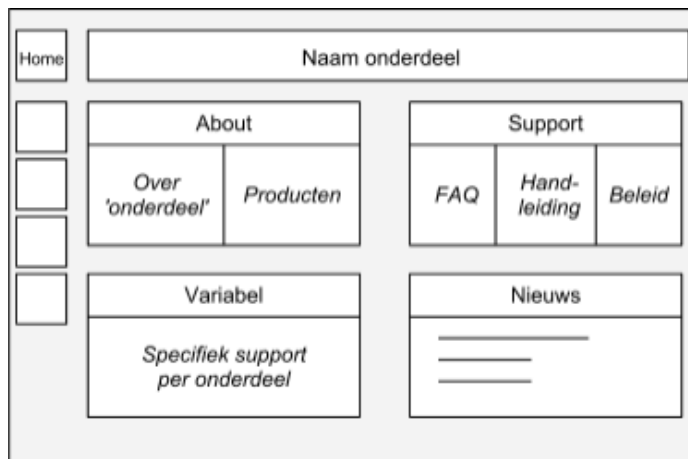 Home
Naam onderdeel
About
Over
'onderdeel'
Producten
Support
FAQ
Hand-
leiding
Beleid
Variabel
Specifiek support
per onderdeel
Nieuws